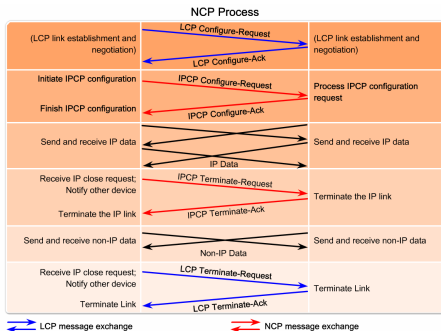 NCP Process
(LCP link establishment and
negotiation)
LCP Configure-Request
LCP Configure-Ack
(LCP link establishment and
negotiation)
Initiate IPCP configuration
Finish IPCP configuration
IPCP Configure-Request
IPCP Configure-Ack
Process IPCP configuration
request
Send and receive IP data
IP Data
Send and receive IP data
Receive IP close request;
Notify other device
Terminate the IP link
IPCP Terminate-Request
IPCP Terminate-Ack
Terminate the IP link
Send and receive non-IP data
Non-IP Data
Send and receive non-IP data
Receive IP close request;
Notify other device
Terminate Link
LCP Terminate-Request
LCP Terminate-Ack
Terminate Link
LCP message exchange
NCP message exchange